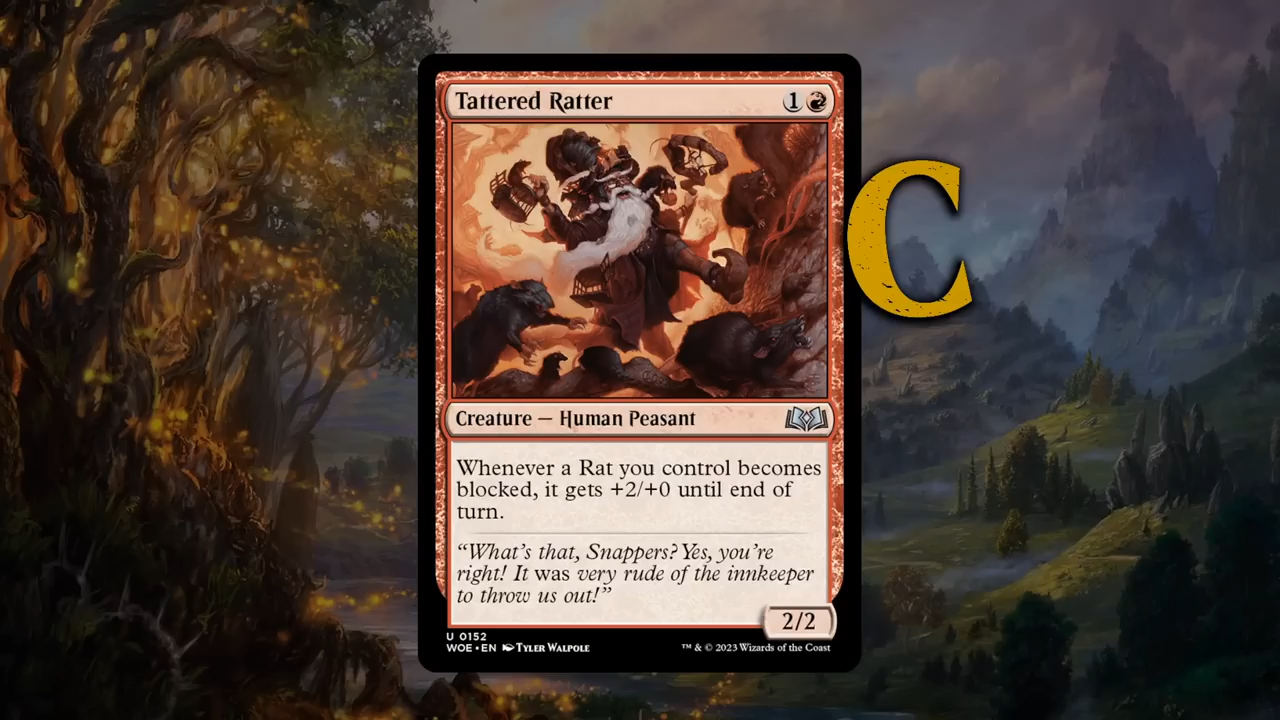 Tattered Ratter 1
C
Creature — Human Peasant
Whenever a Rat you control becomes
blocked, it gets +2/+0 until end of
turn.
“What’s that, Snappers? Yes, you’re
right! It was very rude of the innkeeper
to throw us out!”
2/2
U 0152
WOE • EN Tyler Walpole
™ & © 2023 Wizards of the Coast